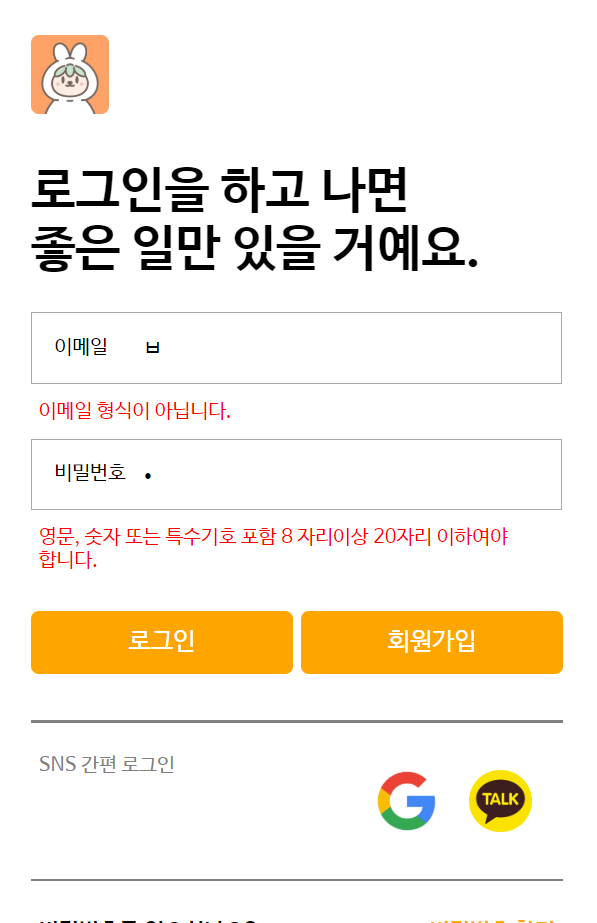 로그인을 하고 나면
좋은 일만 있을 거예요.
이메일 ㅂ
이메일 형식이 아닙니다.
비밀번호 •
영문, 숫자 또는 특수기호 포함 8 자리이상 20자리 이하여야
합니다.
로그인 회원가입
SNS 간편 로그인
TALK